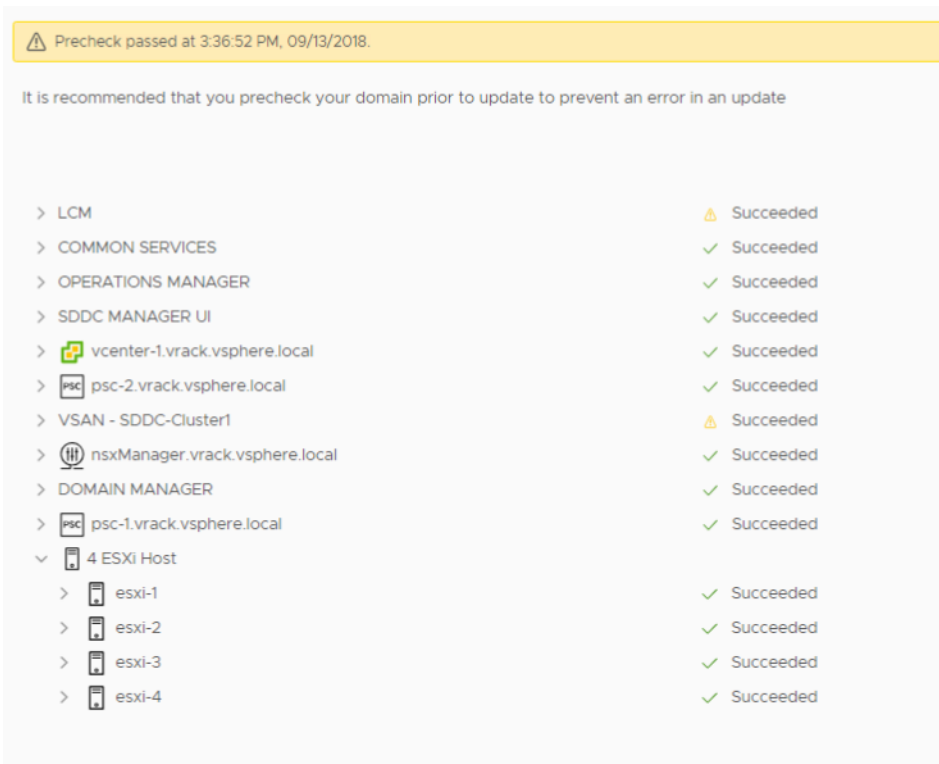 Precheck passed at 3:36:52 PM, 09/13/2018.
It is recommended that you precheck your domain prior to update to prevent an error in an update
LCM Succeeded
COMMON SERVICES Succeeded
OPERATIONS MANAGER Succeeded
SDDC MANAGER UI Succeeded
vcenter-1.vrack.vsphere.local Succeeded
PSC psc-2.vrack.vsphere.local Succeeded
VSAN - SDDC-Cluster1 Succeeded
nsxManager.vrack.vsphere.local Succeeded
DOMAIN MANAGER Succeeded
PSC psc-1.vrack.vsphere.local Succeeded
4 ESXi Host
esxi-1 Succeeded
esxi-2 Succeeded
esxi-3 Succeeded
esxi-4 Succeeded